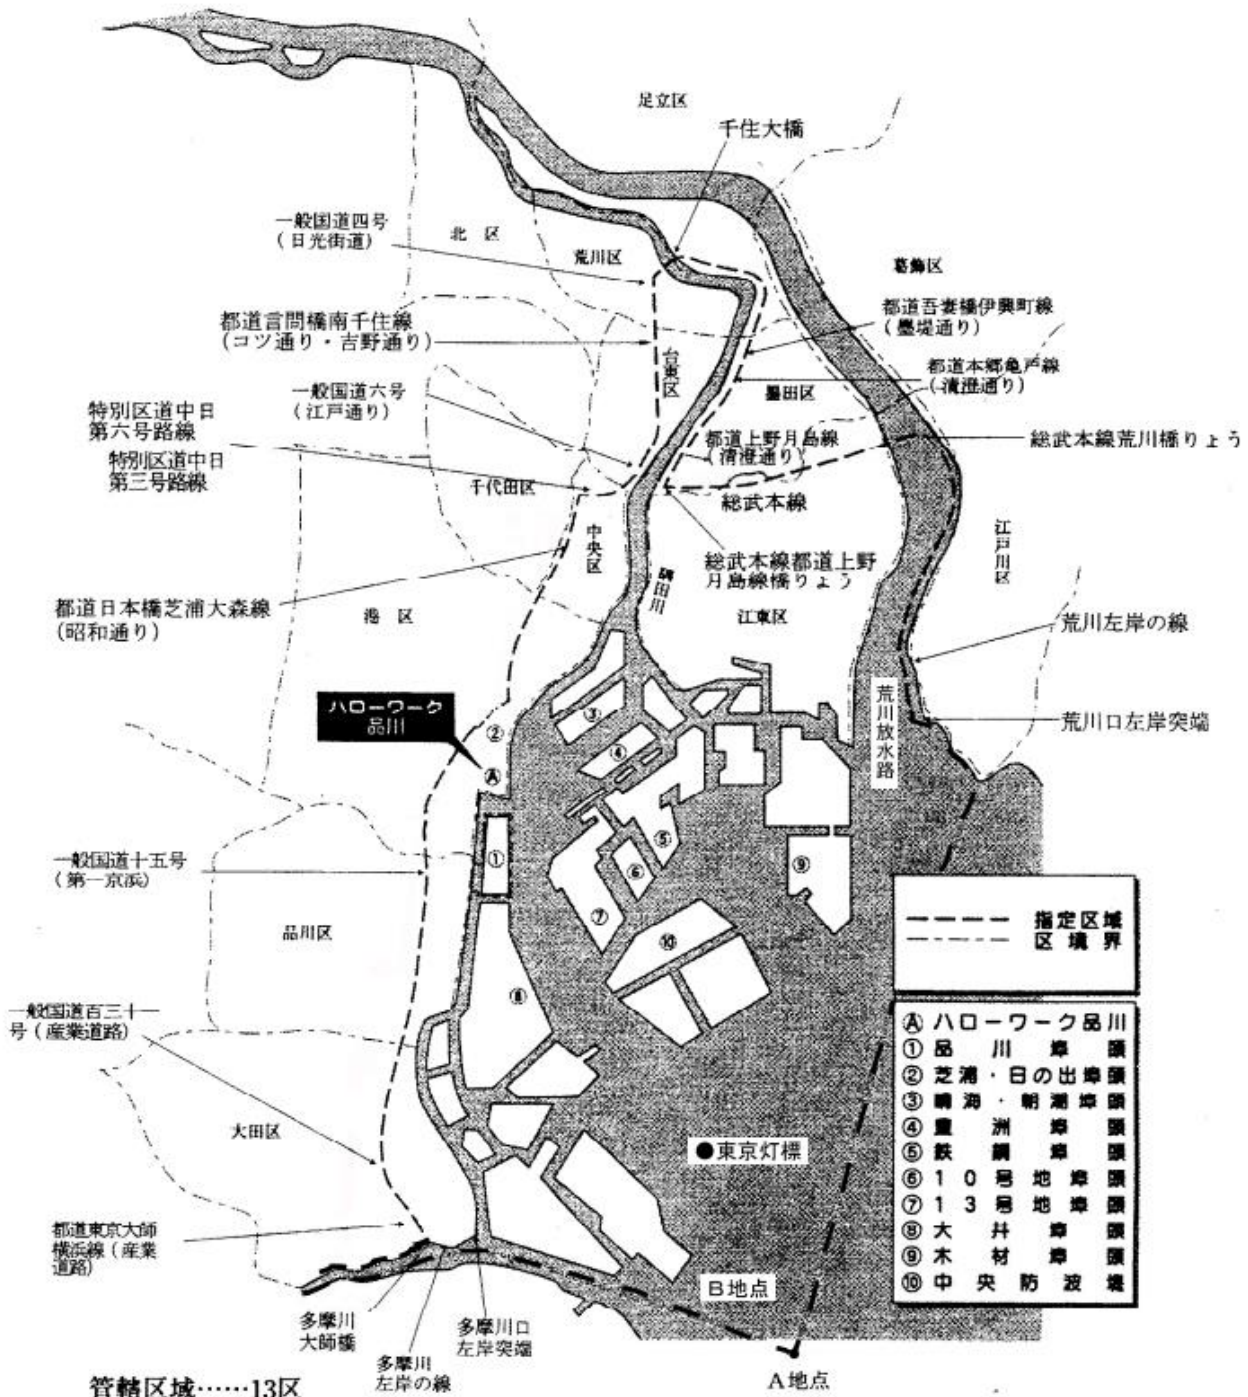 足立区
千住大橋
一般国道四号
(日光街道)
北 区
荒川区
葛飾区
都道吾妻橋伊興町線
(墨堤通り)
都道言問橋南千住線
(コツ通り・吉野通り)
台東区
都道本郷亀戸線
(清澄通り)
墨田区
一般国道六号
(江戸通り)
特別区道中日
第六号路線
都道上野月島線
(清澄通り)
総武本線荒川橋りょう
特別区道中日
第三号路線
千代田区
総武本線
中央区
江戸川区
総武本線都道上野
月島線橋りょう
隅田川
都道日本橋芝浦大森線
(昭和通り)
港 区
江東区
荒川左岸の線
荒川放水路
荒川口左岸突端
ハローワーク
品川
③
②
④
Ⓐ
⑤
①
⑥
⑨
一般国道十五号
(第一京浜)
⑦
⑩
品川区
指定区域
区境界
⑧
一般国道百三十一
号(産業道路)
Ⓐ ハローワーク品川
① 品川埠頭
② 芝浦・日の出埠頭
③ 晴海・朝潮埠頭
④ 豊洲埠頭
⑤ 鉄鋼埠頭
⑥ 10号地埠頭
⑦ 13号地埠頭
⑧ 大井埠頭
⑨ 木材埠頭
⑩ 中央防波堤
大田区
●東京灯標
都道東京大師
横浜線(産業
道路)
B地点
多摩川
大師橋
多摩川
左岸の線
多摩川口
左岸突端
A地点
管轄区域……13区